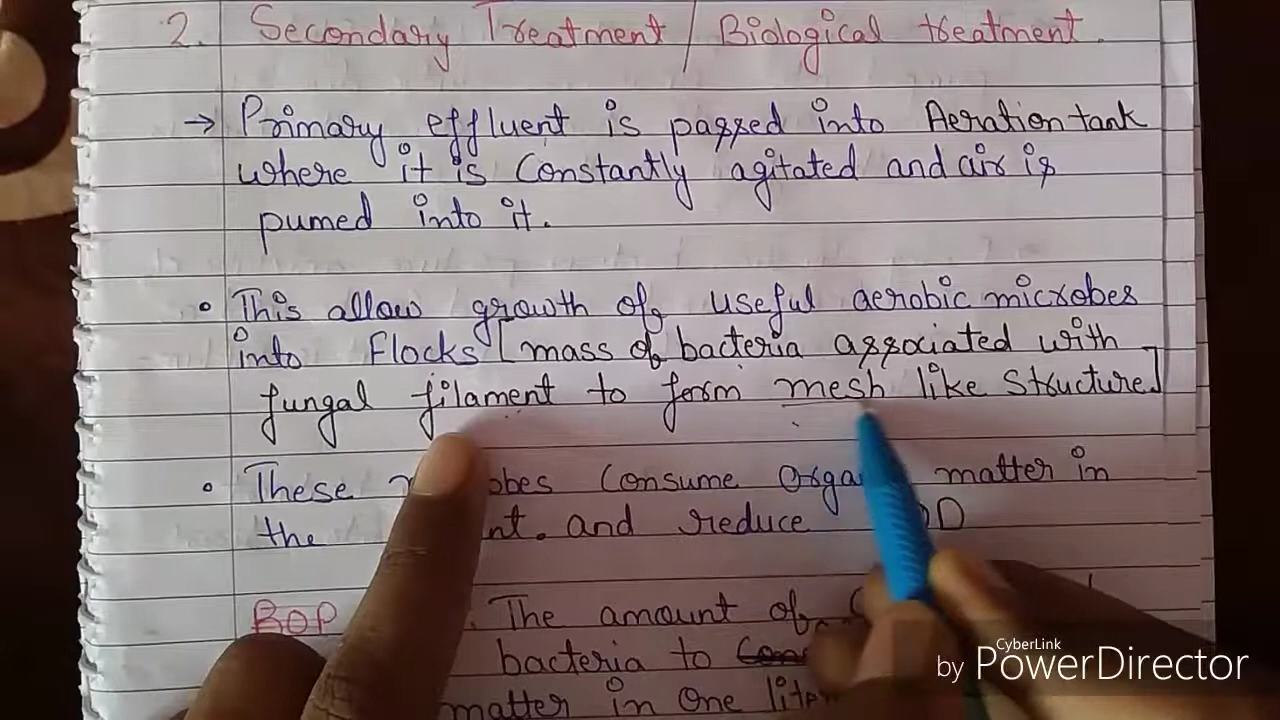 2. Secondary Treatment / Biological treatment.
→ Primary effluent is passed into Aeration tank
where it is Constantly agitated and air is
pumed into it.
• This allow growth of useful aerobic microbes
into Flocks [mass of bacteria associated with
fungal filament to form mesh like Structure]
• These Consume matter in
the and reduce
BOP The amount of
bacteria to
matter in One
CyberLink
by PowerDirector